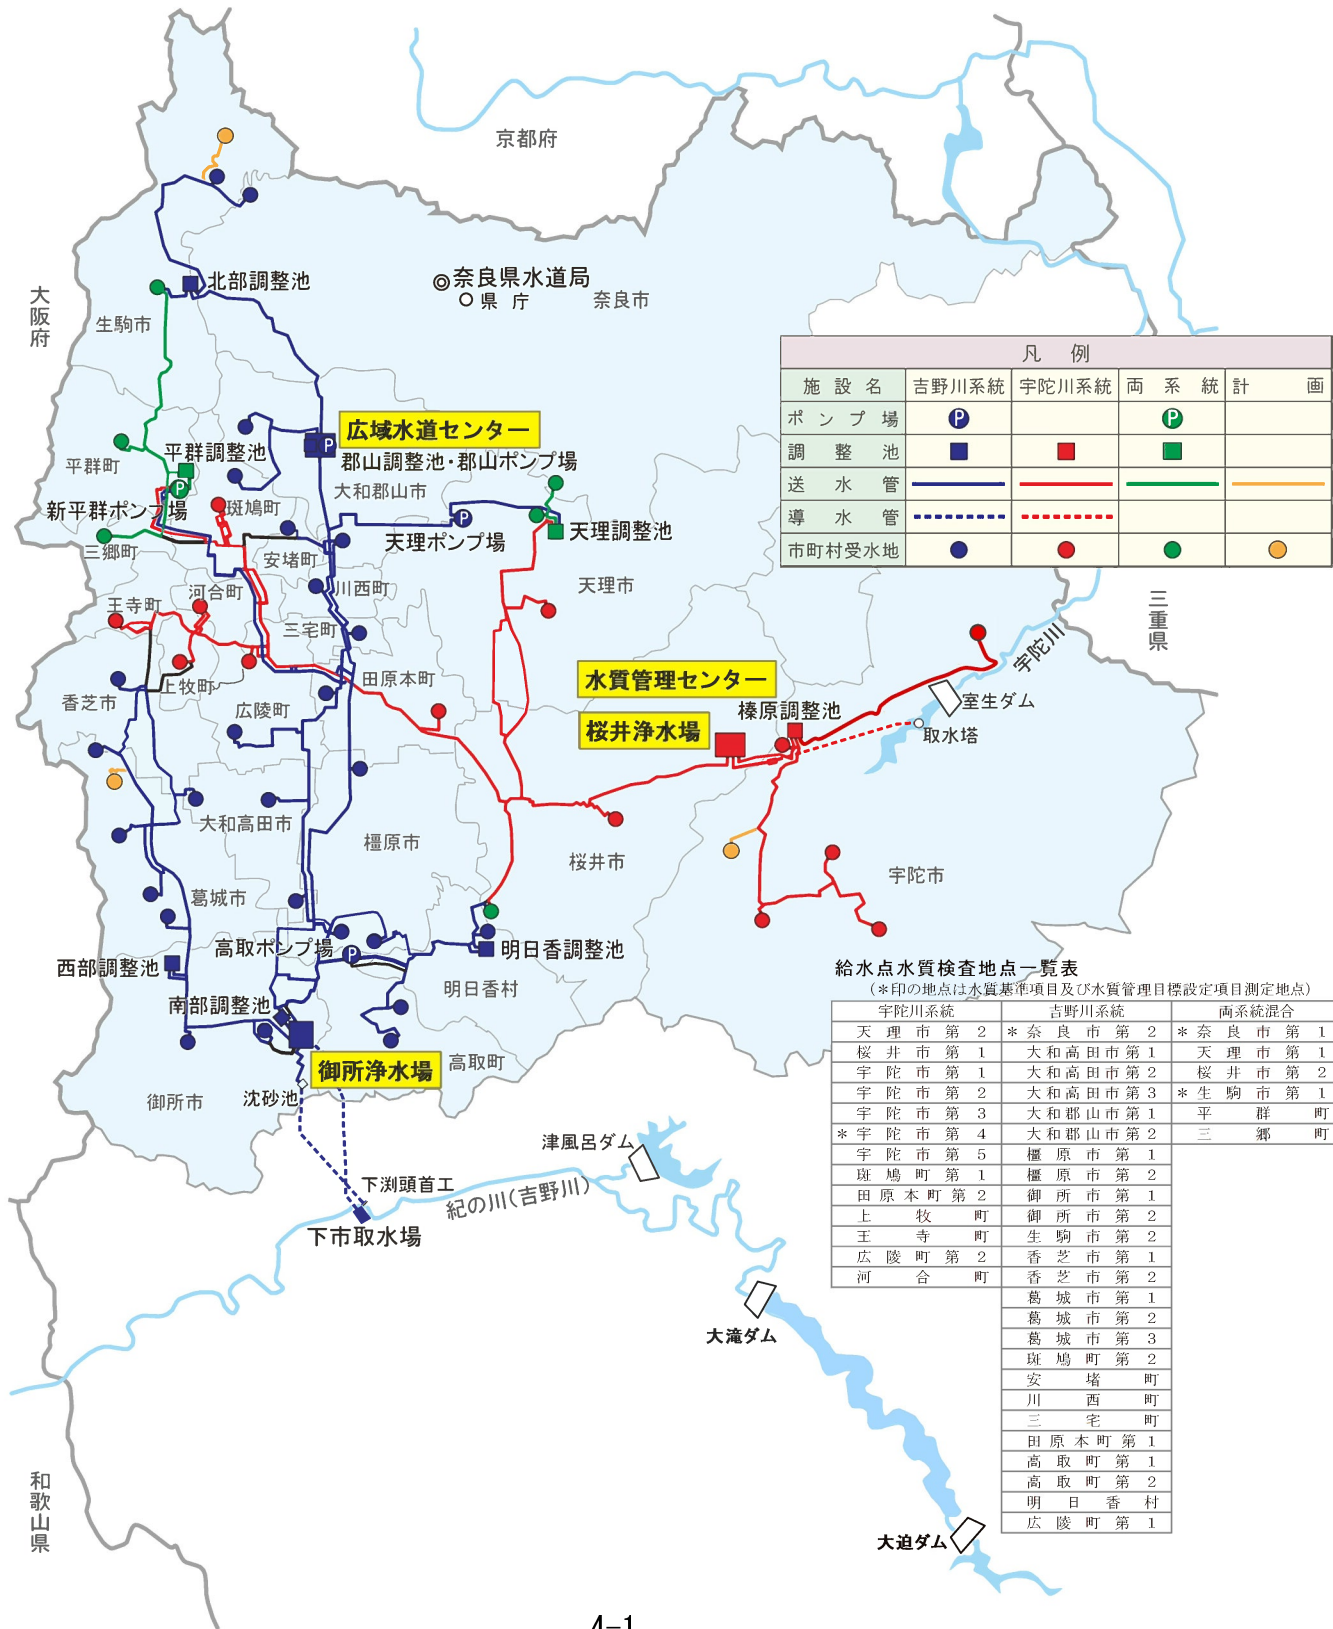 京都府
大阪府
北部調整池
◎奈良県水道局
○県庁
奈良市
生駒市
凡例
施設名 吉野川系統 宇陀川系統 両系統 計画
ポンプ場 P P
調整池
送水管
導水管
市町村受水地
広域水道センター
P
平群調整池
郡山調整池・郡山ポンプ場
平群町
大和郡山市
P
新平群ポンプ場
斑鳩町
P
天理ポンプ場
天理調整池
三郷町
安堵町
川西町
天理市
王寺町
河合町
三宅町
三重県
宇陀川
水質管理センター
田原本町
上牧町
香芝市
広陵町
榛原調整池
室生ダム
桜井浄水場
取水塔
大和高田市
橿原市
桜井市
宇陀市
葛城市
高取ポンプ場
P
明日香調整池
西部調整池
明日香村
南部調整池
御所浄水場
高取町
沈砂池
御所市
給水点水質検査地点一覧表
(*印の地点は水質基準項目及び水質管理目標設定項目測定地点)
宇陀川系統 吉野川系統 両系統混合
天理市第2 *奈良市第2 *奈良市第1
桜井市第1 大和高田市第1 天理市第1
宇陀市第1 大和高田市第2 桜井市第2
宇陀市第2 大和高田市第3 *生駒市第1
宇陀市第3 大和郡山市第1 平群町
*宇陀市第4 大和郡山市第2 三郷町
宇陀市第5 橿原市第1
斑鳩町第1 橿原市第2
田原本町第2 御所市第1
上牧町 御所市第2
王寺町 生駒市第2
広陵町第2 香芝市第1
河合町 香芝市第2
葛城市第1
葛城市第2
葛城市第3
斑鳩町第2
安堵町
川西町
三宅町
田原本町第1
高取町第1
高取町第2
明日香村
広陵町第1
津風呂ダム
下渕頭首工
紀の川(吉野川)
下市取水場
大滝ダム
大迫ダム
和歌山県
4-1